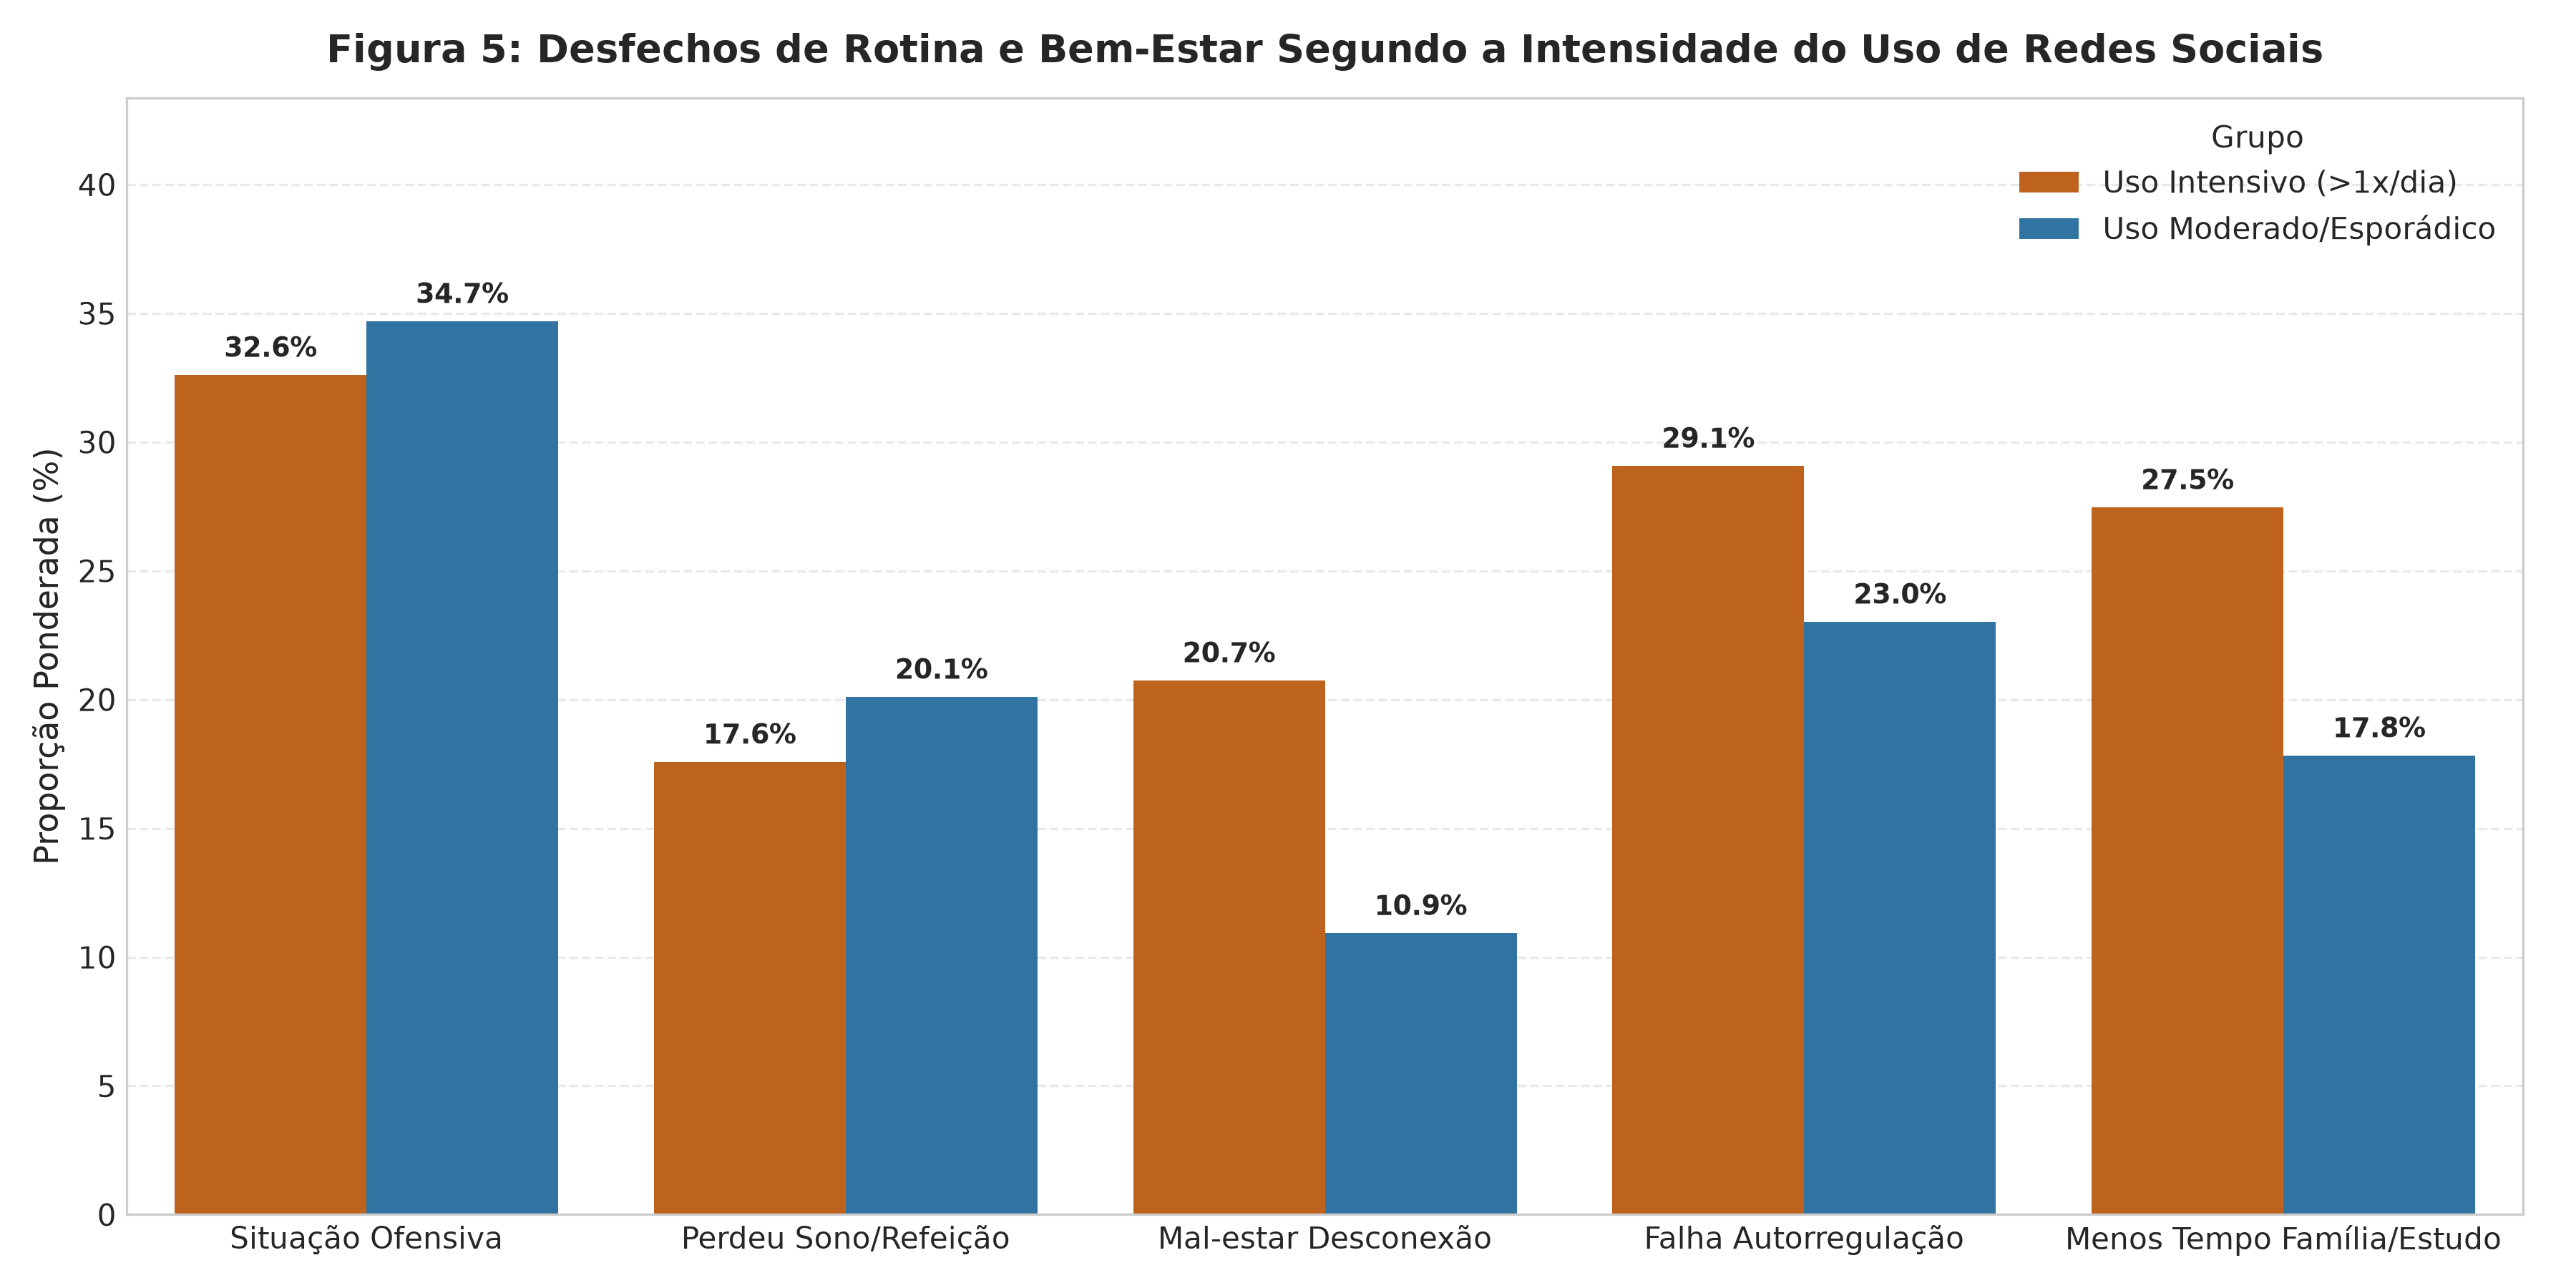 Figura 5: Desfechos de Rotina e Bem-Estar Segundo a Intensidade do Uso de Redes Sociais
Grupo
Uso Intensivo (>1x/dia)
Uso Moderado/Esporádico
Proporção Ponderada (%)
40
35
30
25
20
15
10
5
0
32.6%
34.7%
17.6%
20.1%
20.7%
10.9%
29.1%
23.0%
27.5%
17.8%
Situação Ofensiva
Perdeu Sono/Refeição
Mal-estar Desconexão
Falha Autorregulação
Menos Tempo Família/Estudo